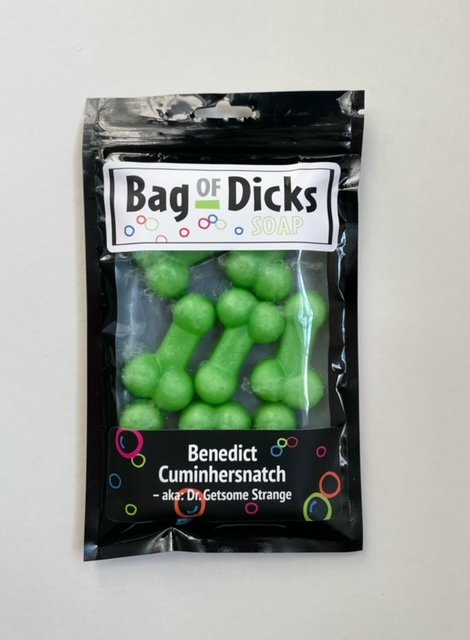 Bag OF Dicks
SOAP
Benedict
Cuminhersnatch
– aka: Dr. Getsome Strange